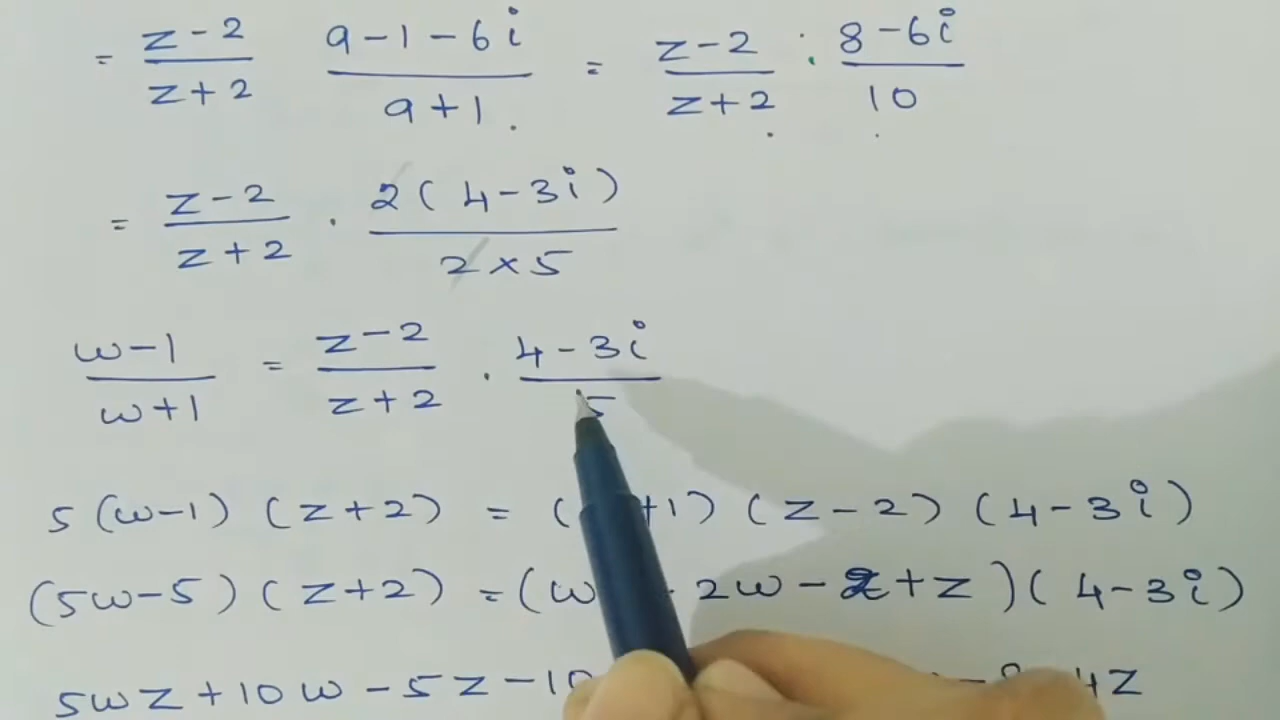 = z-2/z+2 9-1-6i/9+1 = z-2/z+2 · 8-6i/10
= z-2/z+2 · 2(4-3i)/2×5
w-1/w+1 = z-2/z+2 · 4-3i/5
5(w-1)(z+2) = ( +1)(z-2)(4-3i)
(5w-5)(z+2) = (w 2w-2+z)(4-3i)
5wz+10w-5z-10 4z